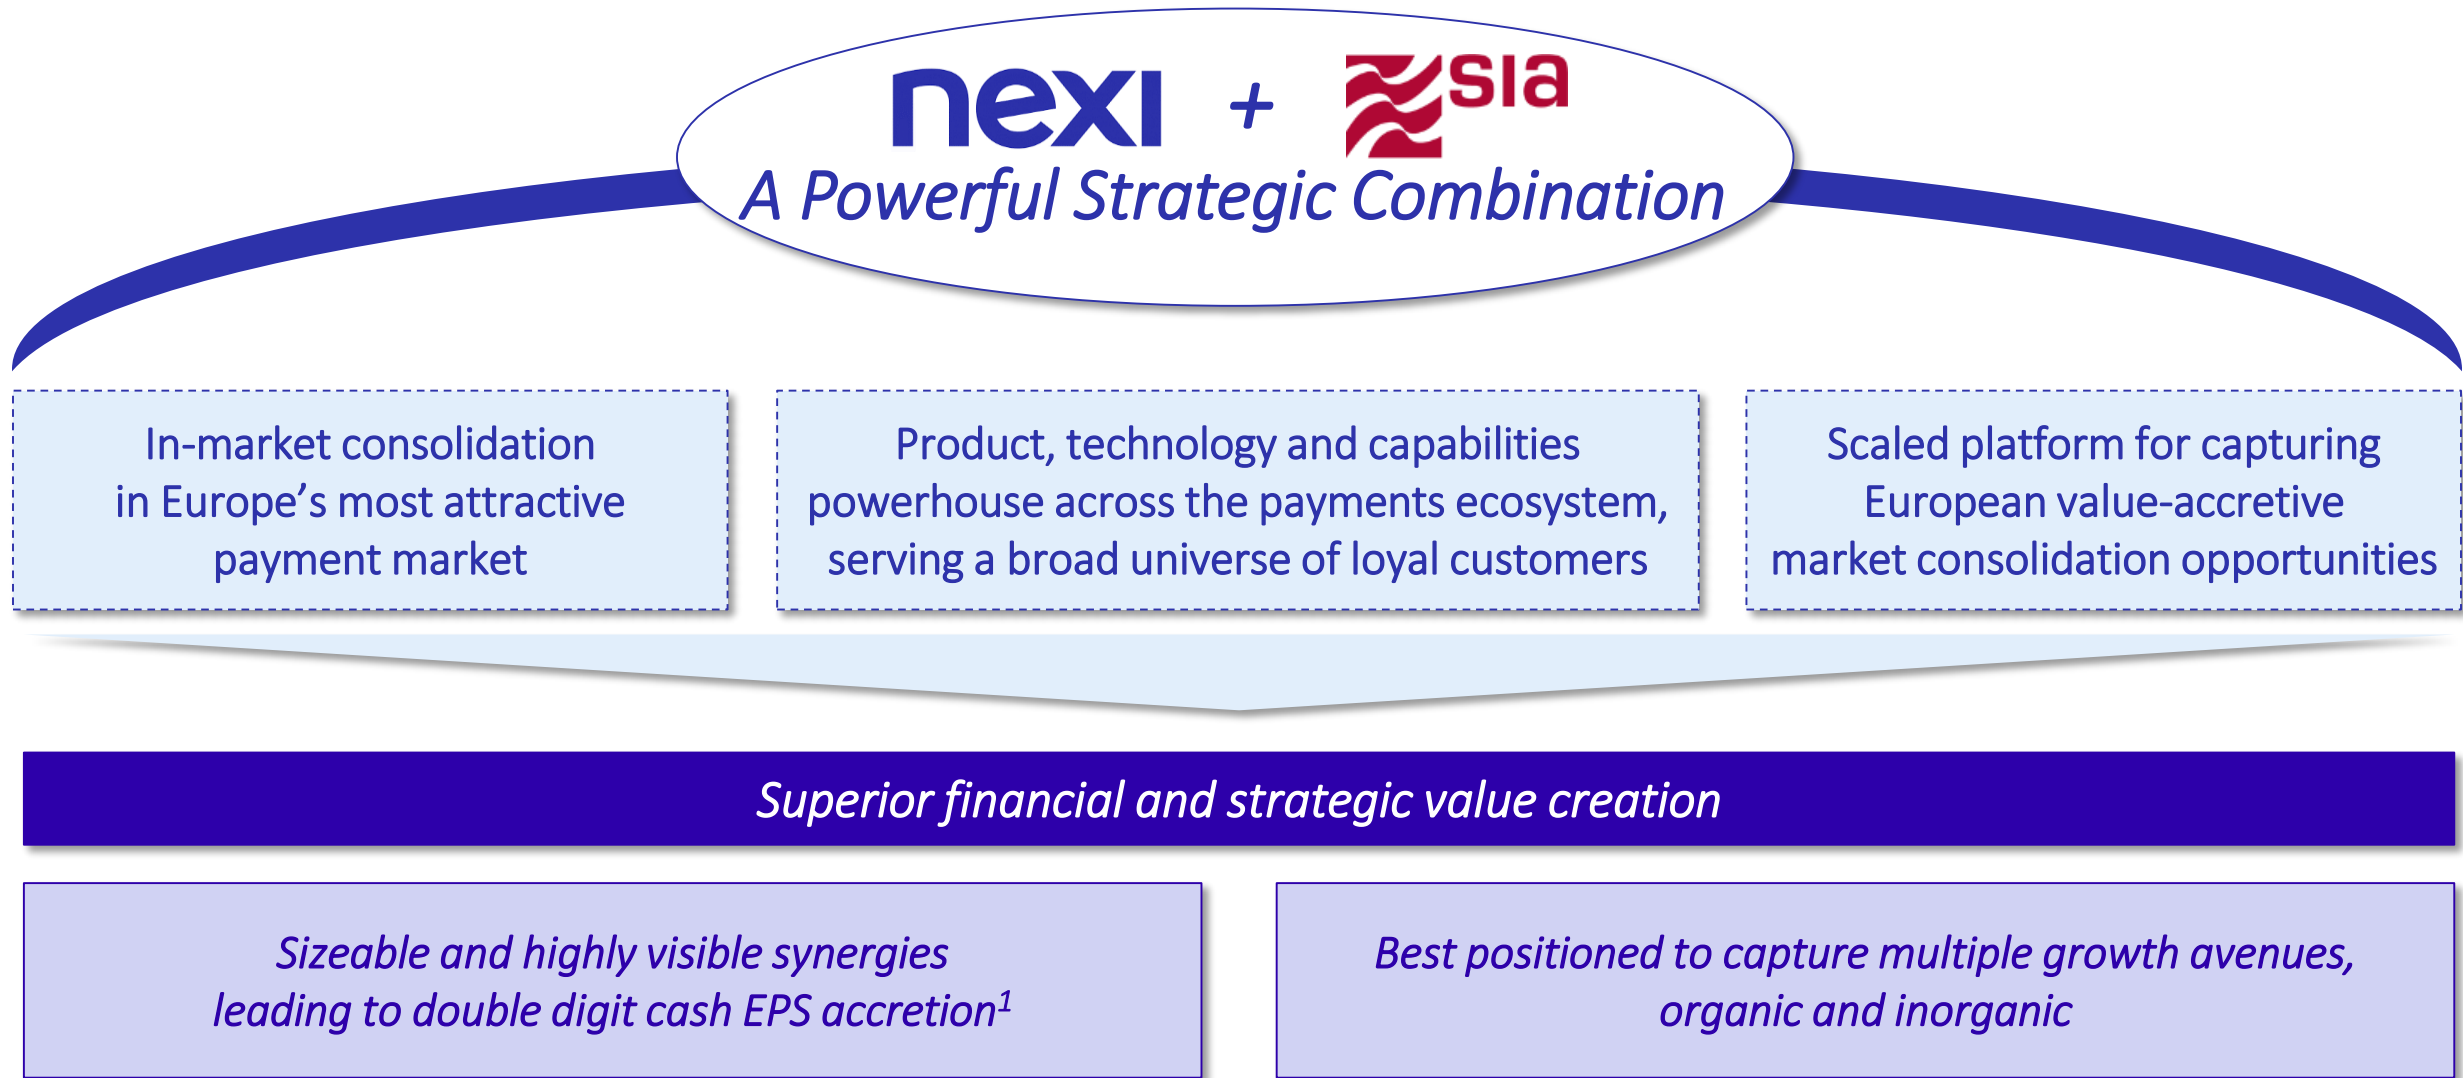 nexi + sia
A Powerful Strategic Combination
In-market consolidation
in Europe’s most attractive
payment market
Product, technology and capabilities
powerhouse across the payments ecosystem,
serving a broad universe of loyal customers
Scaled platform for capturing
European value-accretive
market consolidation opportunities
Superior financial and strategic value creation
Sizeable and highly visible synergies
leading to double digit cash EPS accretion¹
Best positioned to capture multiple growth avenues,
organic and inorganic